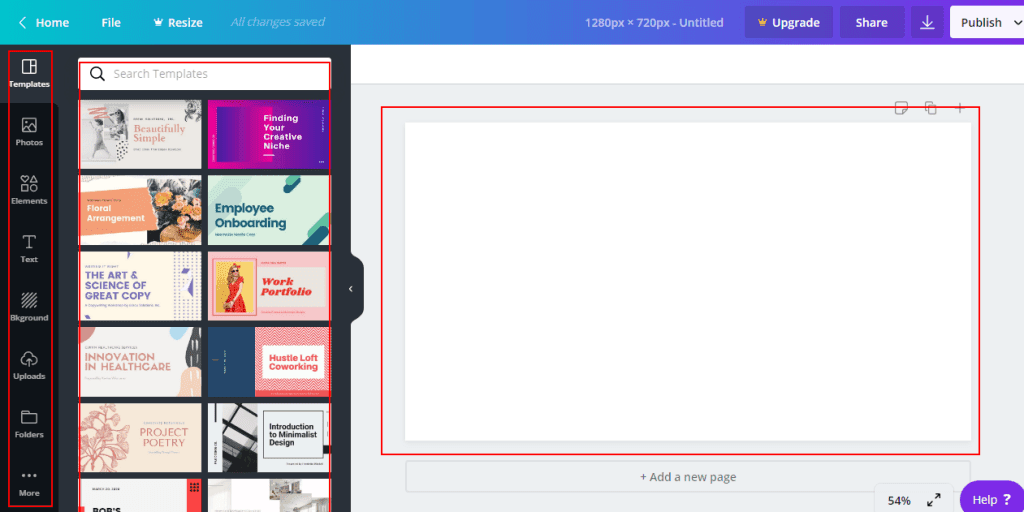 Home
File
Resize
All changes saved
1280px × 720px - Untitled
Upgrade
Share
Publish
Templates
Photos
Elements
Text
Bkground
Uploads
Folders
More
Search Templates
Beautifully
Simple
Finding
Your
Creative
Niche
Floral
Arrangement
Employee
Onboarding
THE ART &
SCIENCE OF
GREAT COPY
Work
Portfolio
INNOVATION
IN HEALTHCARE
Hustle Loft
Coworking
PROJECT
POETRY
Introduction
to Minimalist
Design
BOB'S
+ Add a new page
54%
Help ?